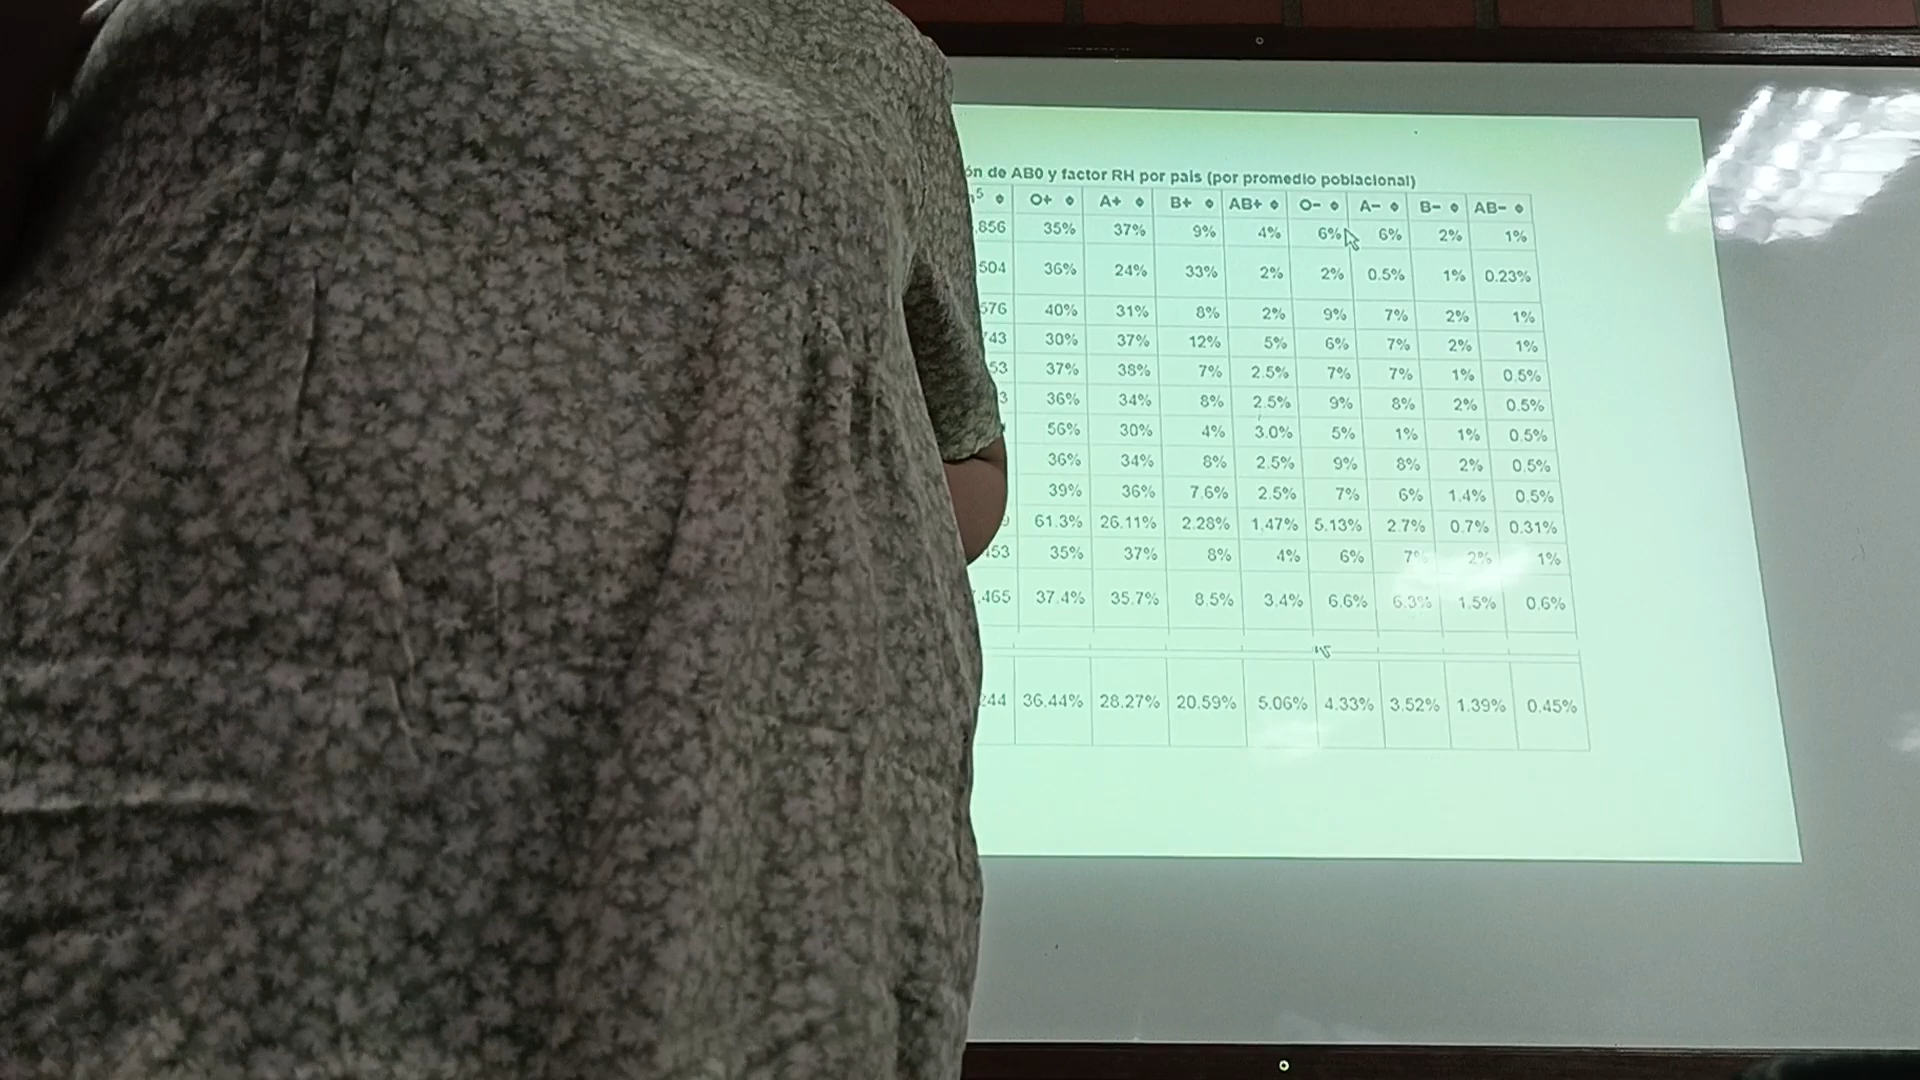 ón de AB0 y factor RH por país (por promedio poblacional)
O+ A+ B+ AB+ O− A− B− AB−
856 35% 37% 9% 4% 6% 6% 2% 1%
504 36% 24% 33% 2% 2% 0.5% 1% 0.23%
576 40% 31% 8% 2% 9% 7% 2% 1%
43 30% 37% 12% 5% 6% 7% 2% 1%
53 37% 38% 7% 2.5% 7% 7% 1% 0.5%
3 36% 34% 8% 2.5% 9% 8% 2% 0.5%
56% 30% 4% 3.0% 5% 1% 1% 0.5%
36% 34% 8% 2.5% 9% 8% 2% 0.5%
39% 36% 7.6% 2.5% 7% 6% 1.4% 0.5%
61.3% 26.11% 2.28% 1.47% 5.13% 2.7% 0.7% 0.31%
453 35% 37% 8% 4% 6% 7% 2% 1%
.465 37.4% 35.7% 8.5% 3.4% 6.6% 6.3% 1.5% 0.6%
244 36.44% 28.27% 20.59% 5.06% 4.33% 3.52% 1.39% 0.45%